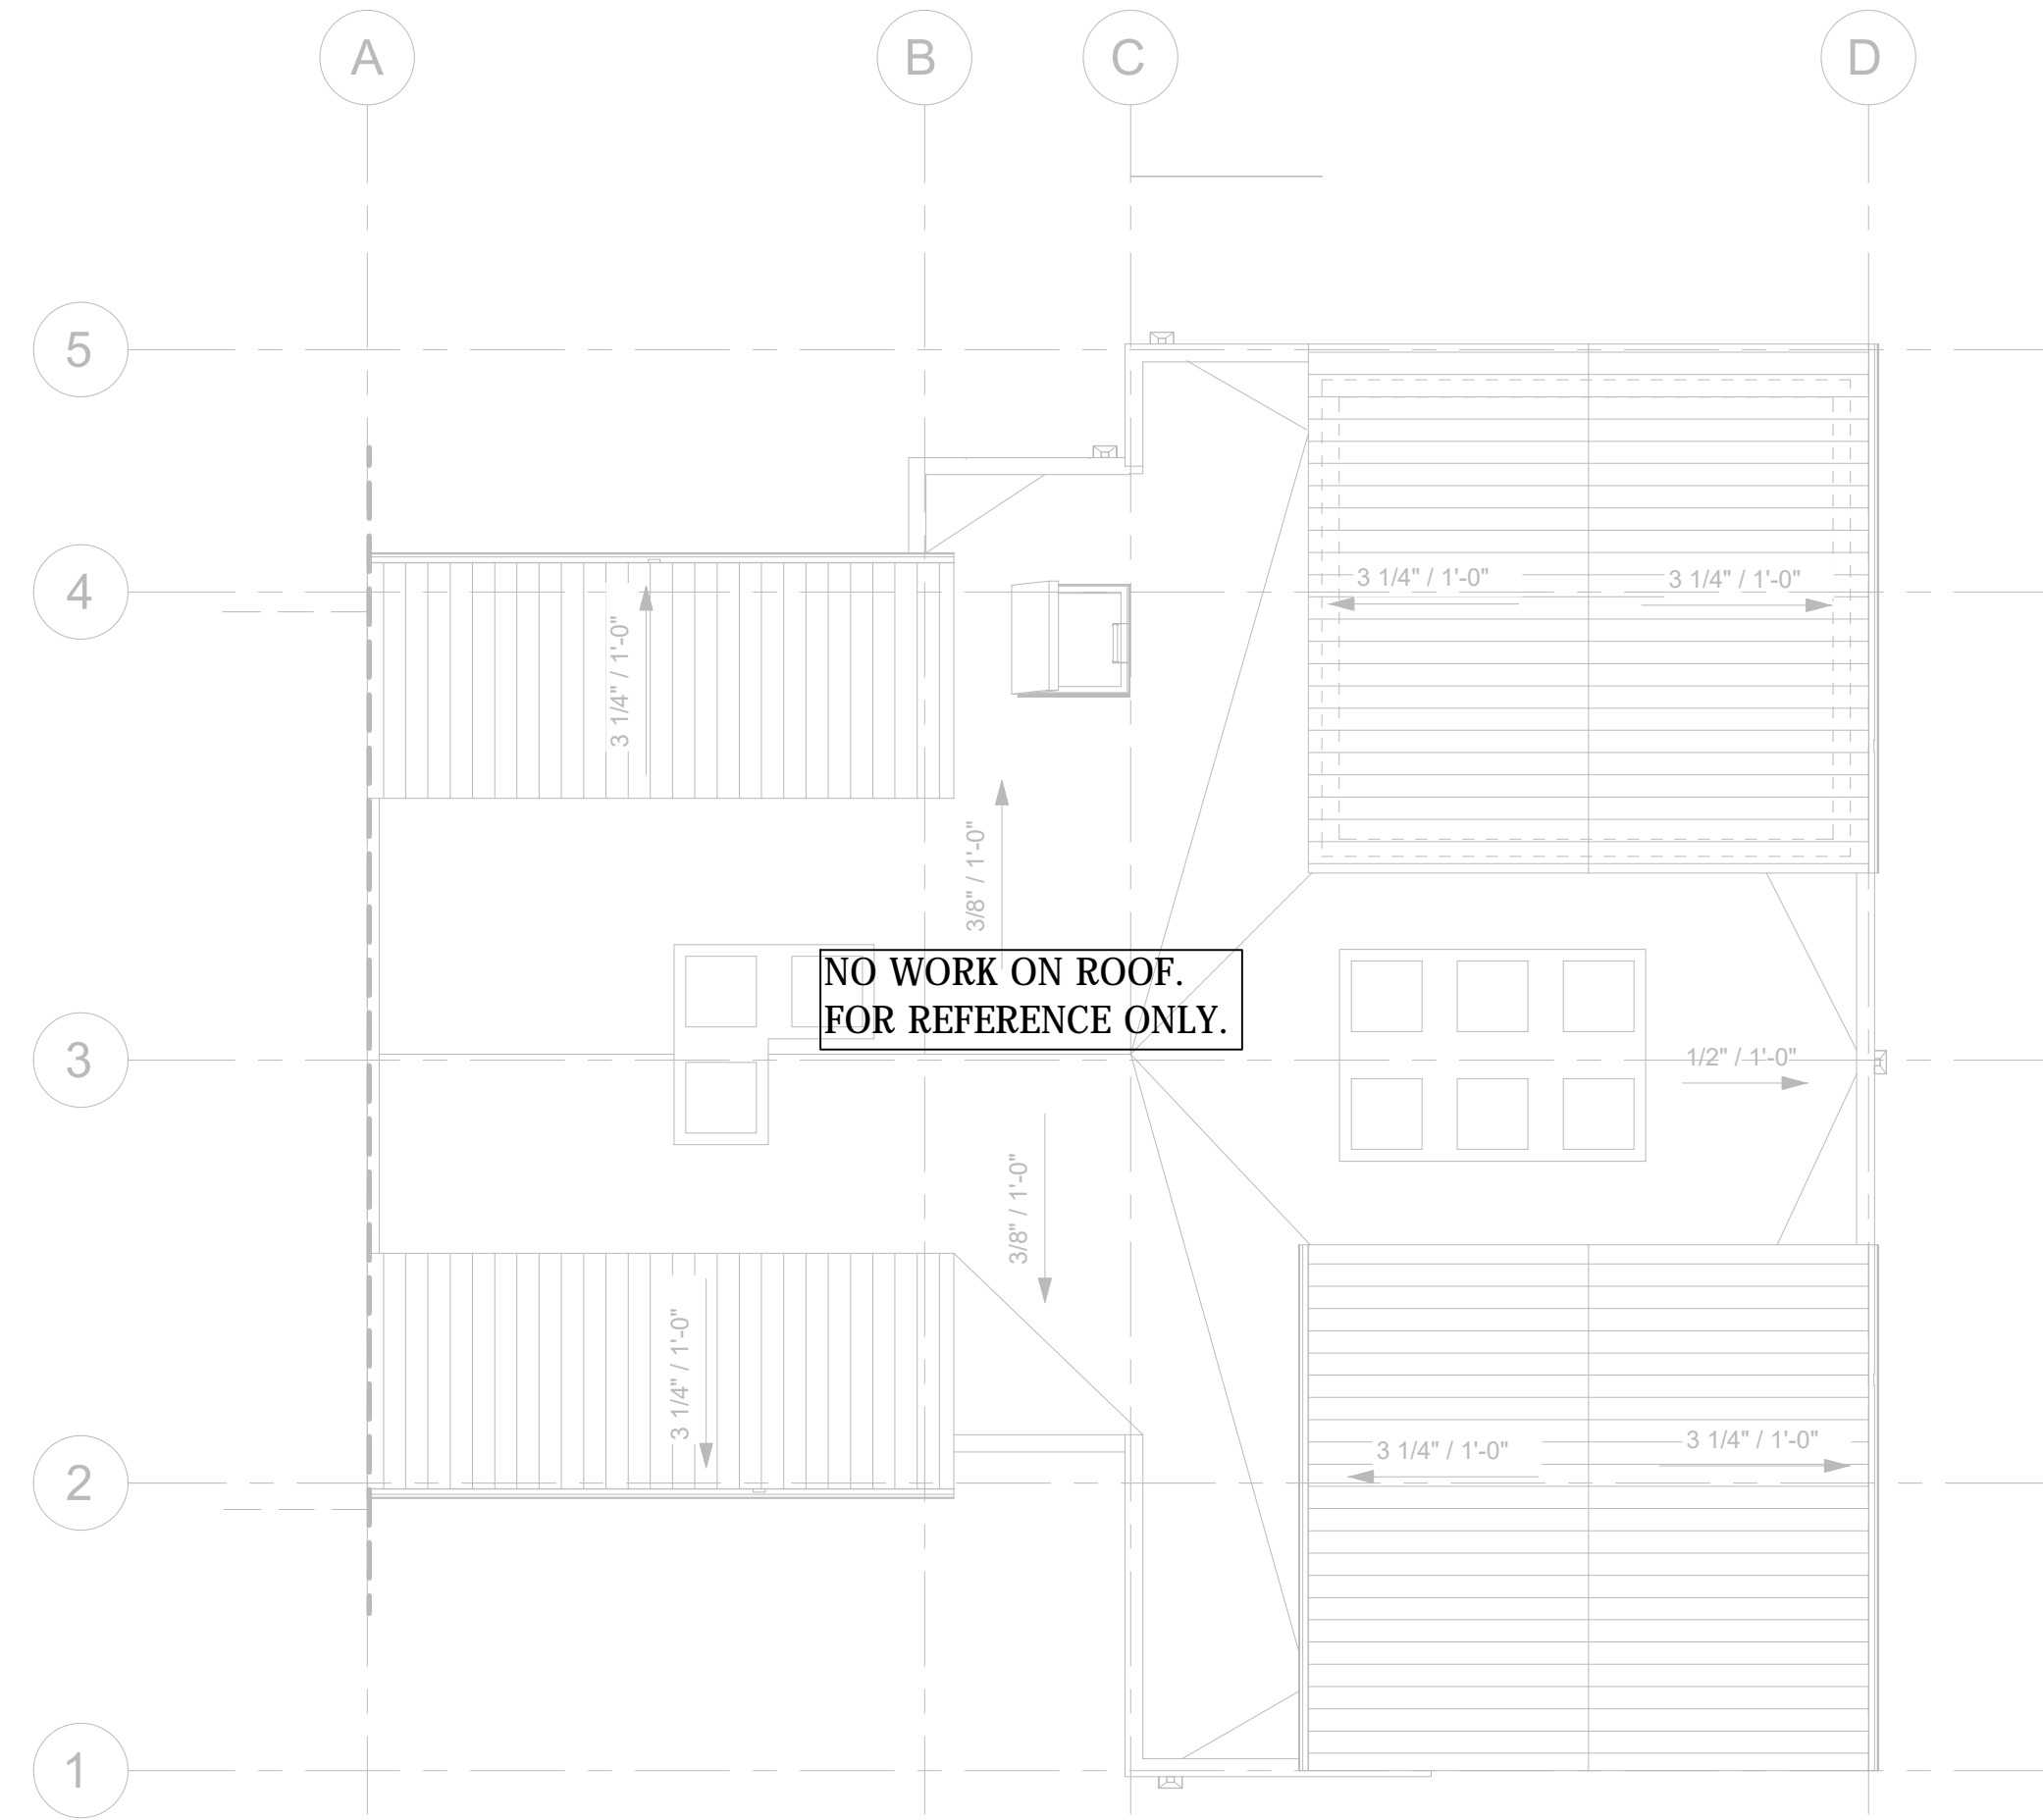 A
B
C
D
5
4
3 1/4" / 1'-0"
3 1/4" / 1'-0"
3 1/4" / 1'-0"
3/8" / 1'-0"
NO WORK ON ROOF.
FOR REFERENCE ONLY.
3
1/2" / 1'-0"
3/8" / 1'-0"
3 1/4" / 1'-0"
3 1/4" / 1'-0"
3 1/4" / 1'-0"
2
1